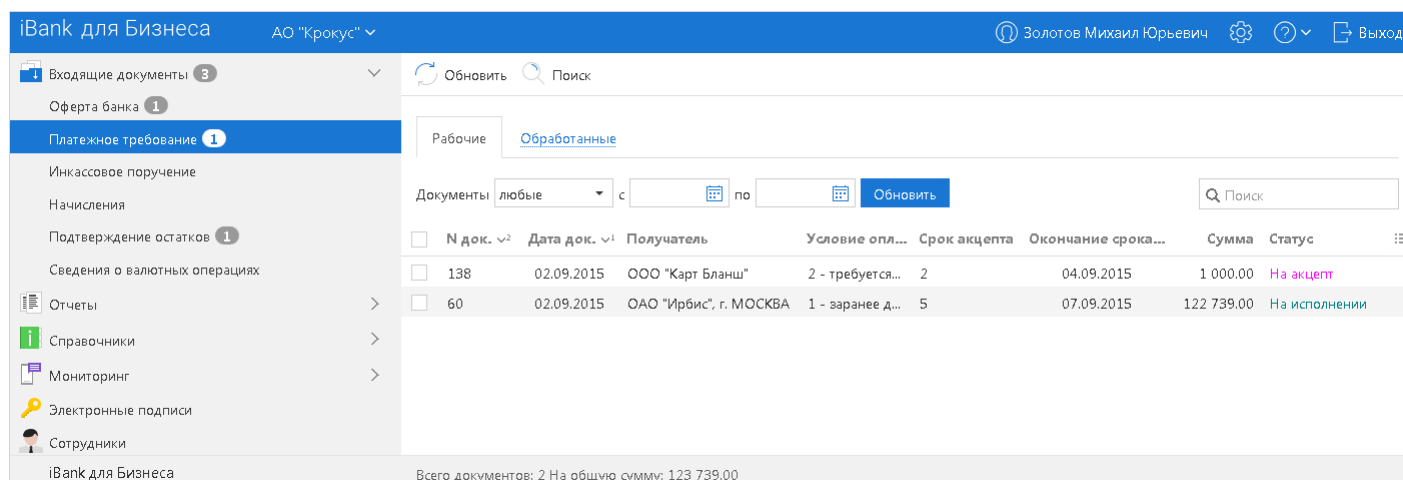 iBank для Бизнеса АО "Крокус" Золотов Михаил Юрьевич ? Выход
Входящие документы 3
Оферта банка 1
Платежное требование 1
Инкассовое поручение
Начисления
Подтверждение остатков 1
Сведения о валютных операциях
Отчеты
Справочники
Мониторинг
Электронные подписи
Сотрудники
iBank для Бизнеса
Обновить Поиск
Рабочие Обработанные
Документы любые с по Обновить Поиск
N док. 2 Дата док. 1 Получатель Условие опл... Срок акцепта Окончание срока... Сумма Статус
138 02.09.2015 ООО "Карт Бланш" 2 - требуется... 2 04.09.2015 1 000.00 На акцепт
60 02.09.2015 ОАО "Ирбис", г. МОСКВА 1 - заранее д... 5 07.09.2015 122 739.00 На исполнении
Всего документов: 2 На общую сумму: 123 739.00